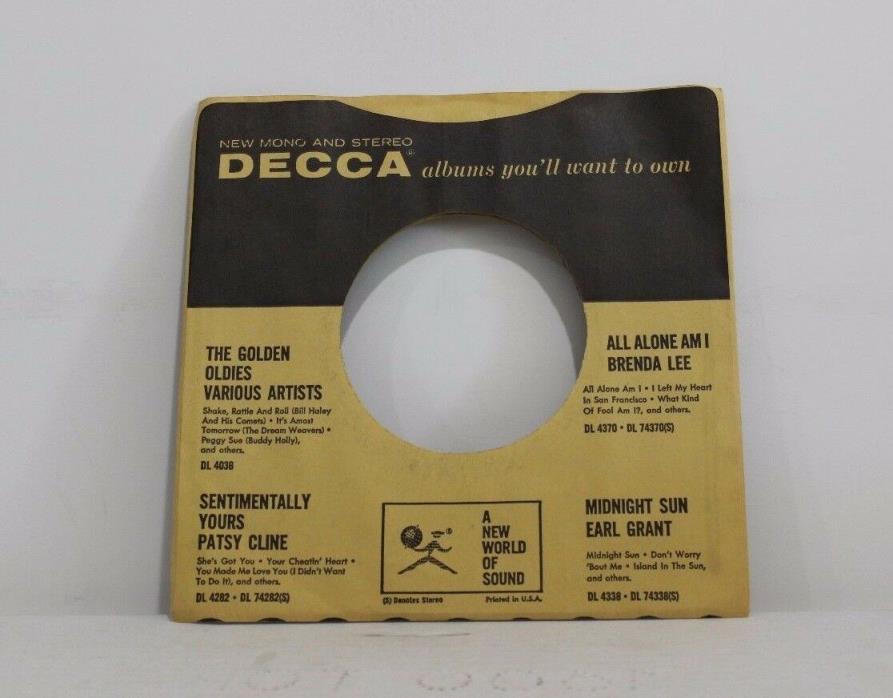 NEW MONO AND STEREO
DECCA® albums you'll want to own
THE GOLDEN
OLDIES
VARIOUS ARTISTS
Shake, Rattle And Roll (Bill Haley
And His Comets) • It's Amost
Tomorrow (The Dream Weavers) •
Peggy Sue (Buddy Holly),
and others.
DL 4038
ALL ALONE AM I
BRENDA LEE
All Alone Am I • I Left My Heart
In San Francisco • What Kind
Of Fool Am I?, and others.
DL 4370 • DL 74370(S)
SENTIMENTALLY
YOURS
PATSY CLINE
She's Got You • Your Cheatin' Heart •
You Made Me Love You (I Didn't Want
To Do It), and others.
DL 4282 • DL 74282(S)
®
A
NEW
WORLD
OF
SOUND
(S) Denotes Stereo
Printed in U.S.A.
MIDNIGHT SUN
EARL GRANT
Midnight Sun • Don't Worry
'Bout Me • Island In The Sun,
and others.
DL 4338 • DL 74338(S)